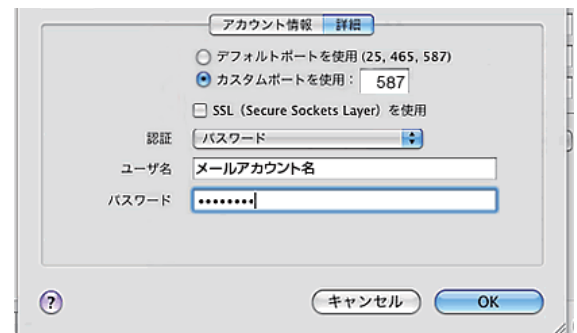 アカウント情報 詳細
デフォルトポートを使用 (25, 465, 587)
カスタムポートを使用： 587
SSL（Secure Sockets Layer）を使用
認証 パスワード
ユーザ名 メールアカウント名
パスワード ••••••••
? キャンセル OK